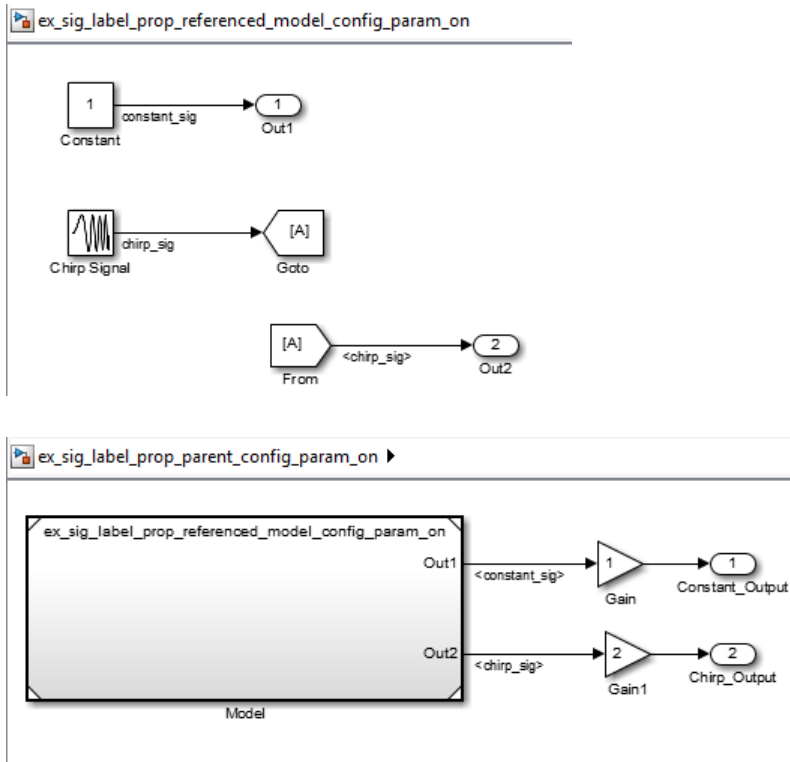 ex_sig_label_prop_referenced_model_config_param_on
1
constant_sig
1
Constant
Out1
chirp_sig
[A]
Chirp Signal
Goto
[A]
<chirp_sig>
2
From
Out2
ex_sig_label_prop_parent_config_param_on
ex_sig_label_prop_referenced_model_config_param_on
Out1
<constant_sig>
1
Gain
1
Constant_Output
Out2
<chirp_sig>
2
Gain1
2
Chirp_Output
Model